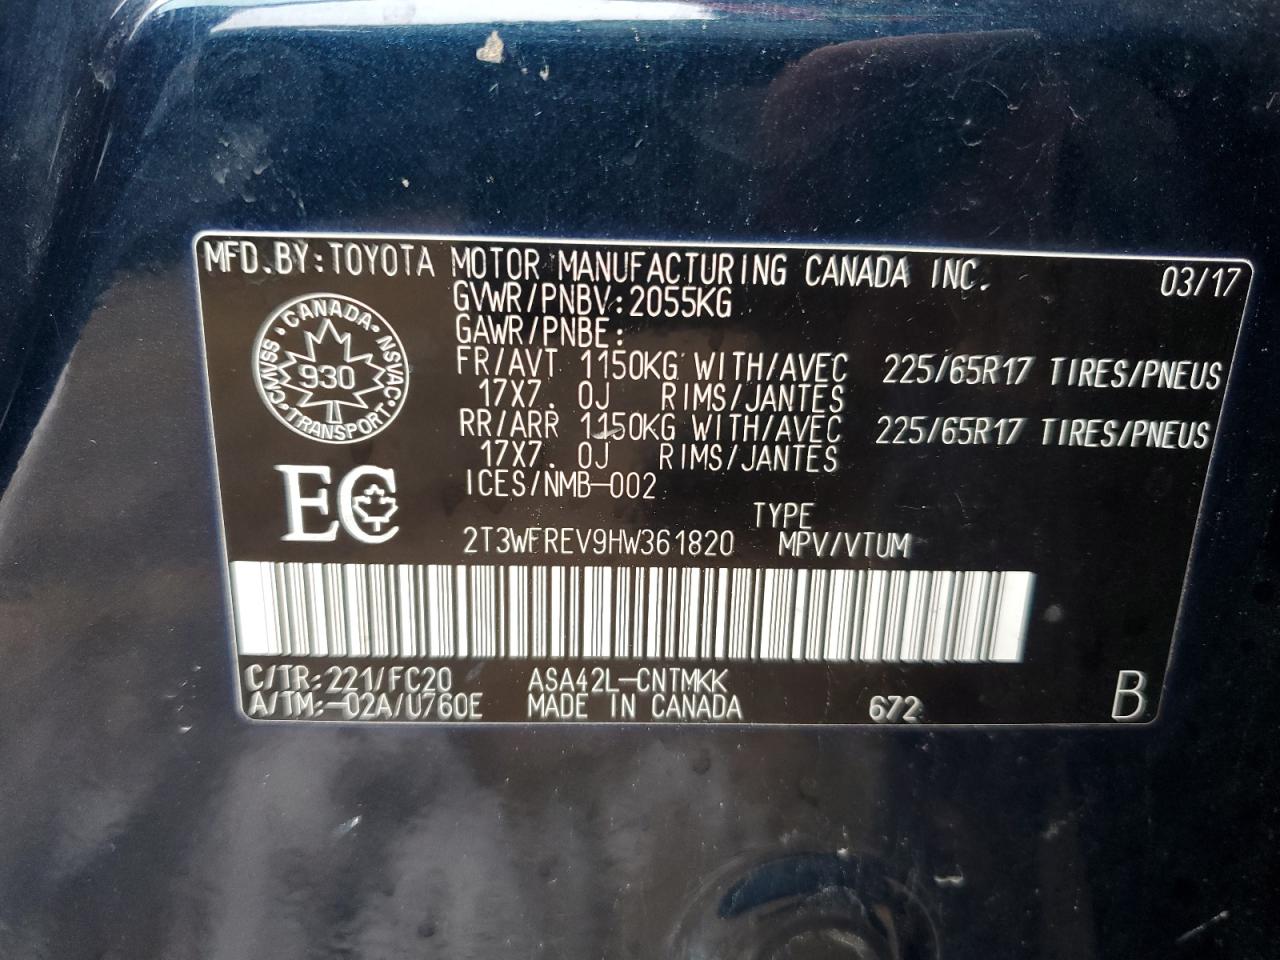 MFD.BY:TOYOTA MOTOR MANUFACTURING CANADA INC. 03/17
GVWR/PNBV:2055KG
GAWR/PNBE:
FR/AVT 1150KG WITH/AVEC 225/65R17 TIRES/PNEUS
17X7. 0J RIMS/JANTES
RR/ARR 1150KG WITH/AVEC 225/65R17 TIRES/PNEUS
17X7. 0J RIMS/JANTES
ICES/NMB-002
CANADA· NSVAC· TRANSPORT· CMVSS
930
EC
TYPE
2T3WFREV9HW361820 MPV/VTUM
C/TR:221/FC20 ASA42L-CNTMKK
A/TM:-02A/U760E MADE IN CANADA 672 B